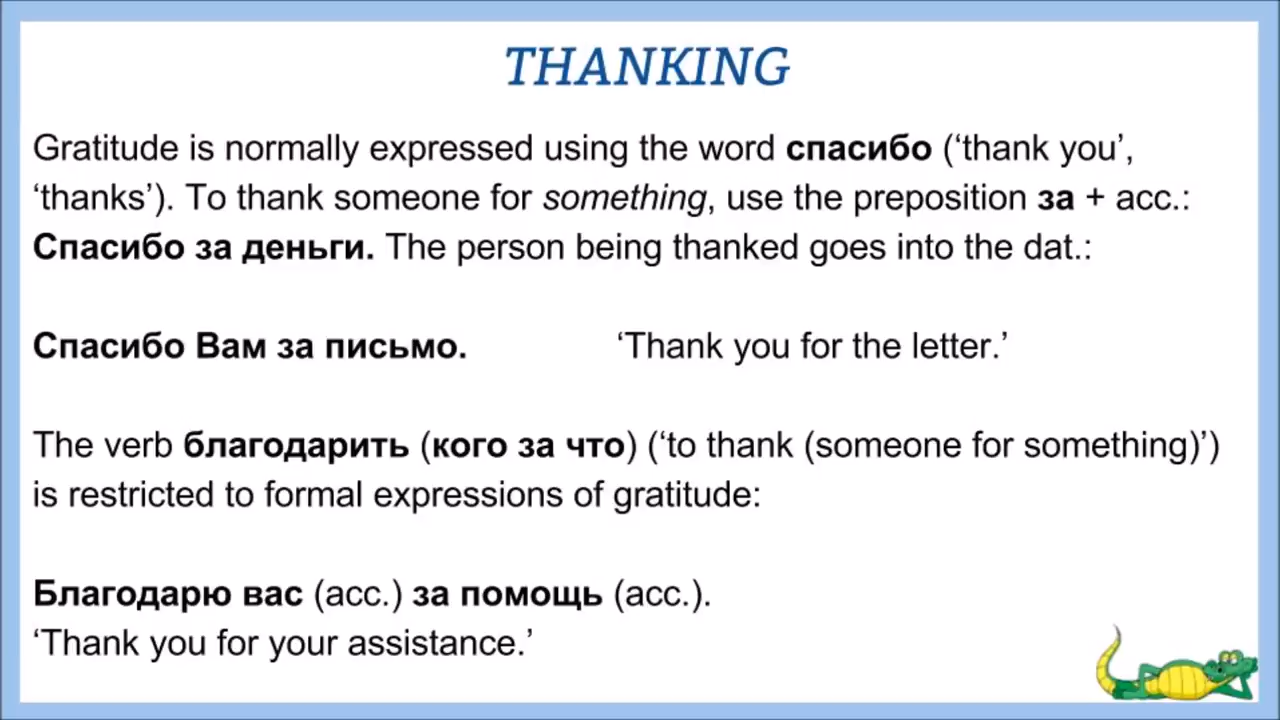 THANKING
Gratitude is normally expressed using the word спасибо (‘thank you’,
‘thanks’). To thank someone for something, use the preposition за + acc.:
Спасибо за деньги. The person being thanked goes into the dat.:
Спасибо Вам за письмо. ‘Thank you for the letter.’
The verb благодарить (кого за что) (‘to thank (someone for something)’)
is restricted to formal expressions of gratitude:
Благодарю вас (acc.) за помощь (acc.).
‘Thank you for your assistance.’